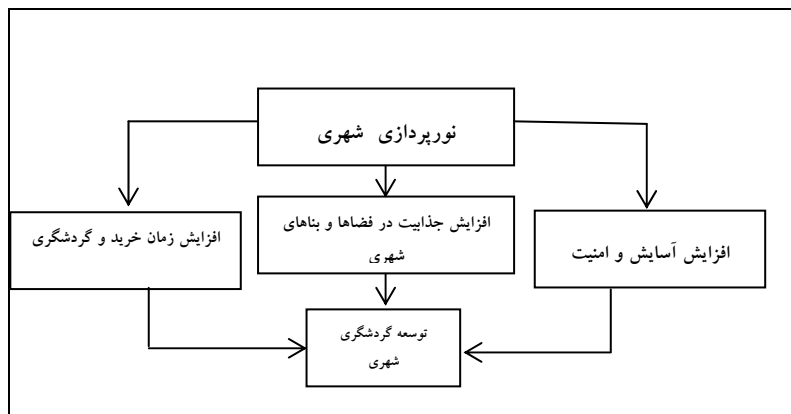 نورپردازی شهری
افزایش آسایش و امنیت
افزایش جذابیت در فضاها و بناهای
شهری
افزایش زمان خرید و گردشگری
توسعه گردشگری
شهری